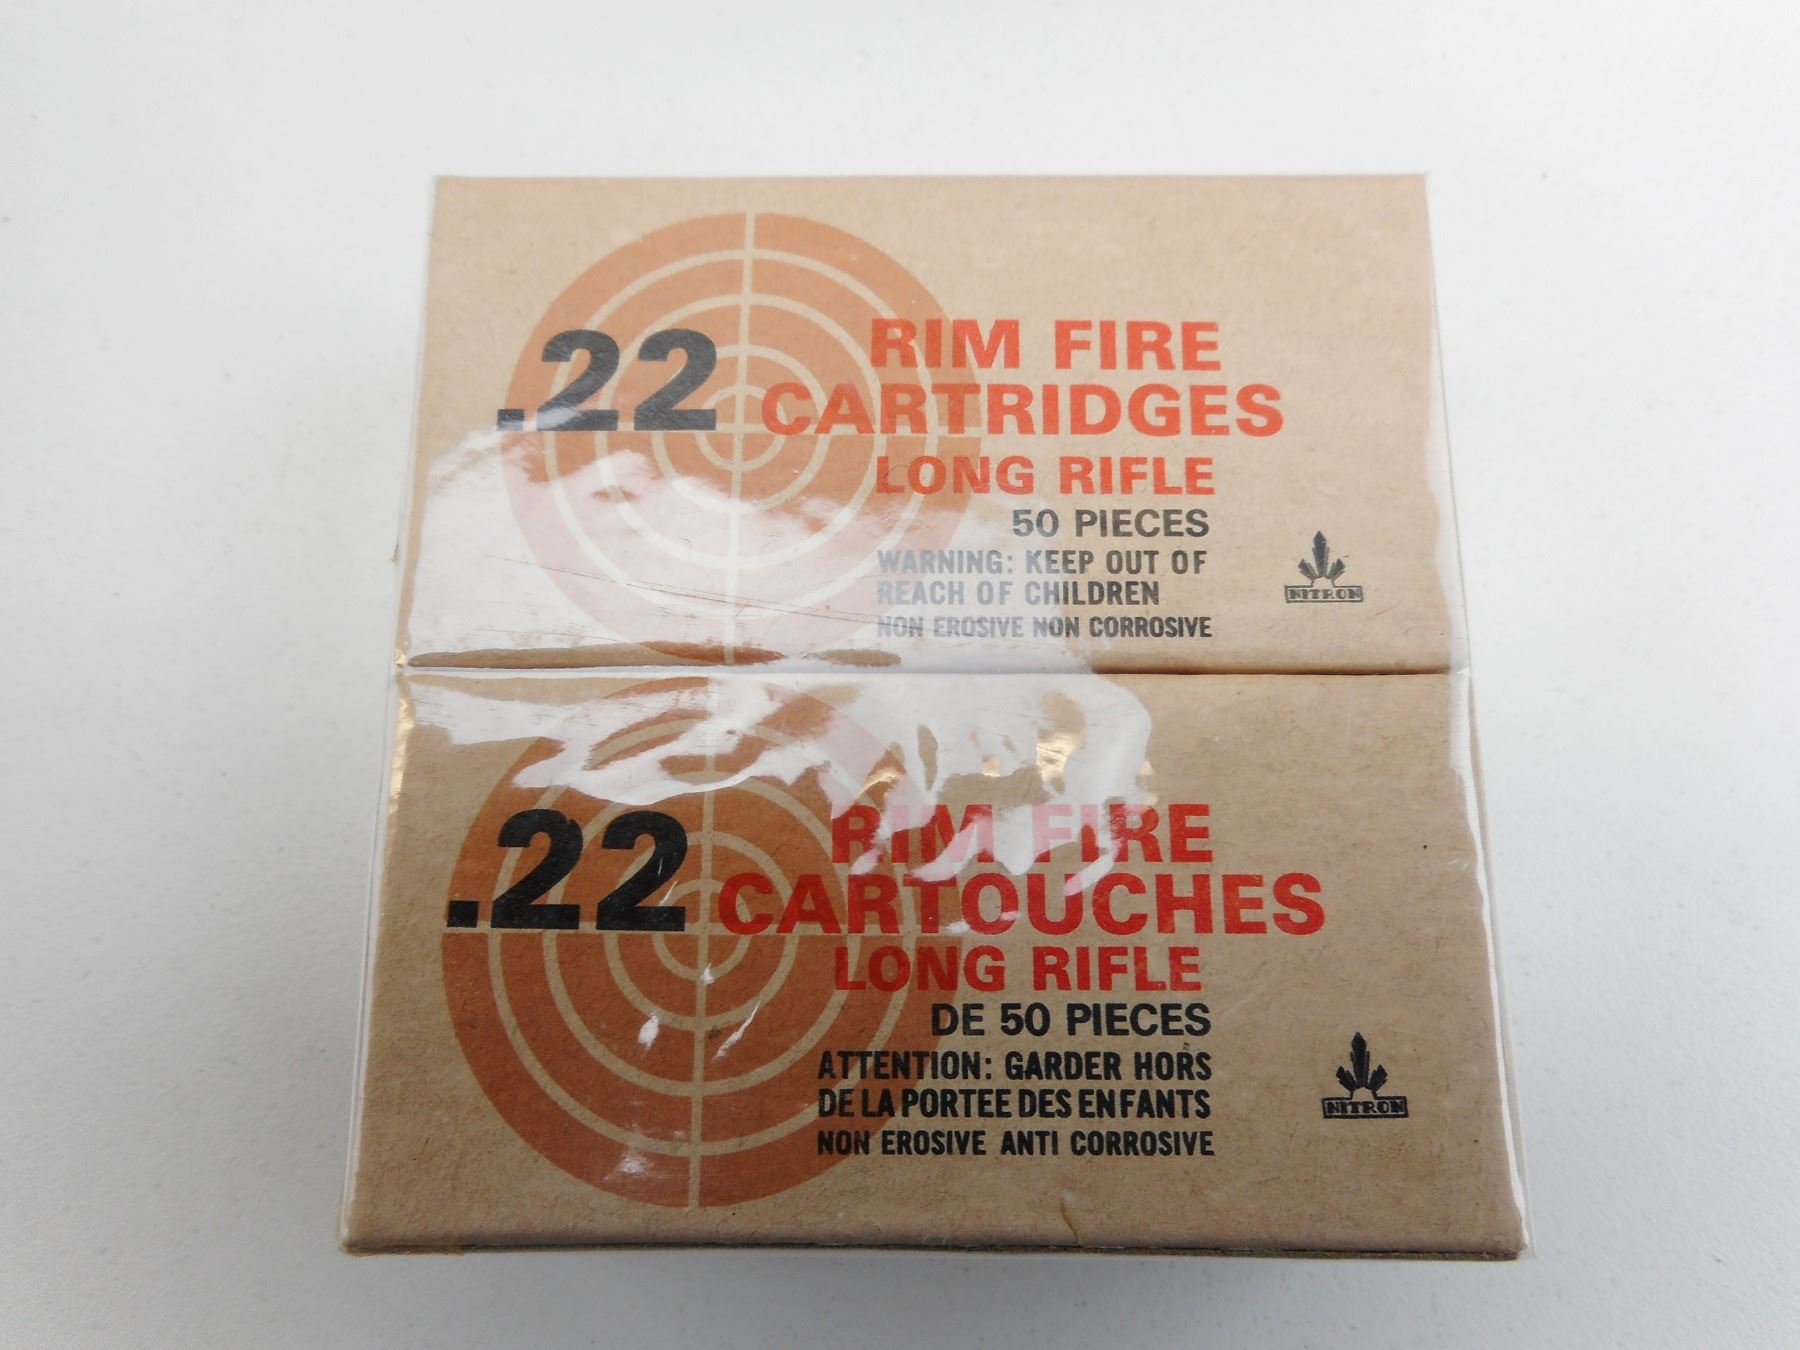 .22 RIM FIRE
CARTRIDGES
LONG RIFLE
50 PIECES
WARNING: KEEP OUT OF
REACH OF CHILDREN
NON EROSIVE NON CORROSIVE
NITRON
.22 RIM FIRE
CARTOUCHES
LONG RIFLE
DE 50 PIECES
ATTENTION: GARDER HORS
DE LA PORTEE DES ENFANTS
NON EROSIVE ANTI CORROSIVE
NITRON